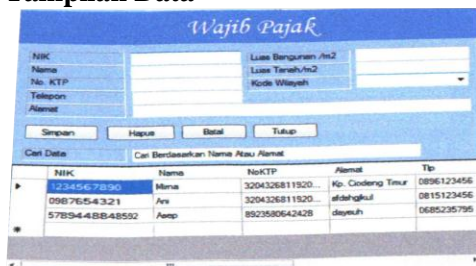 Tampilan Data
Wajib Pajak
NIK
Nama
No. KTP
Telepon
Alamat
Luas Bangunan /m2
Luas Tanah/m2
Kode Wilayah
Simpan Hapus Batal Tutup
Cari Data Cari Berdasarkan Nama Atau Alamat
NIK Nama NoKTP Alamat Tlp
1234567890 Mima 3204326811920... Kp. Ciodeng Timur 0896123456
0987654321 Ani 3204326811920... 0815123456
5789448848592 Asep 8923580642428 dayeuh 0685235795